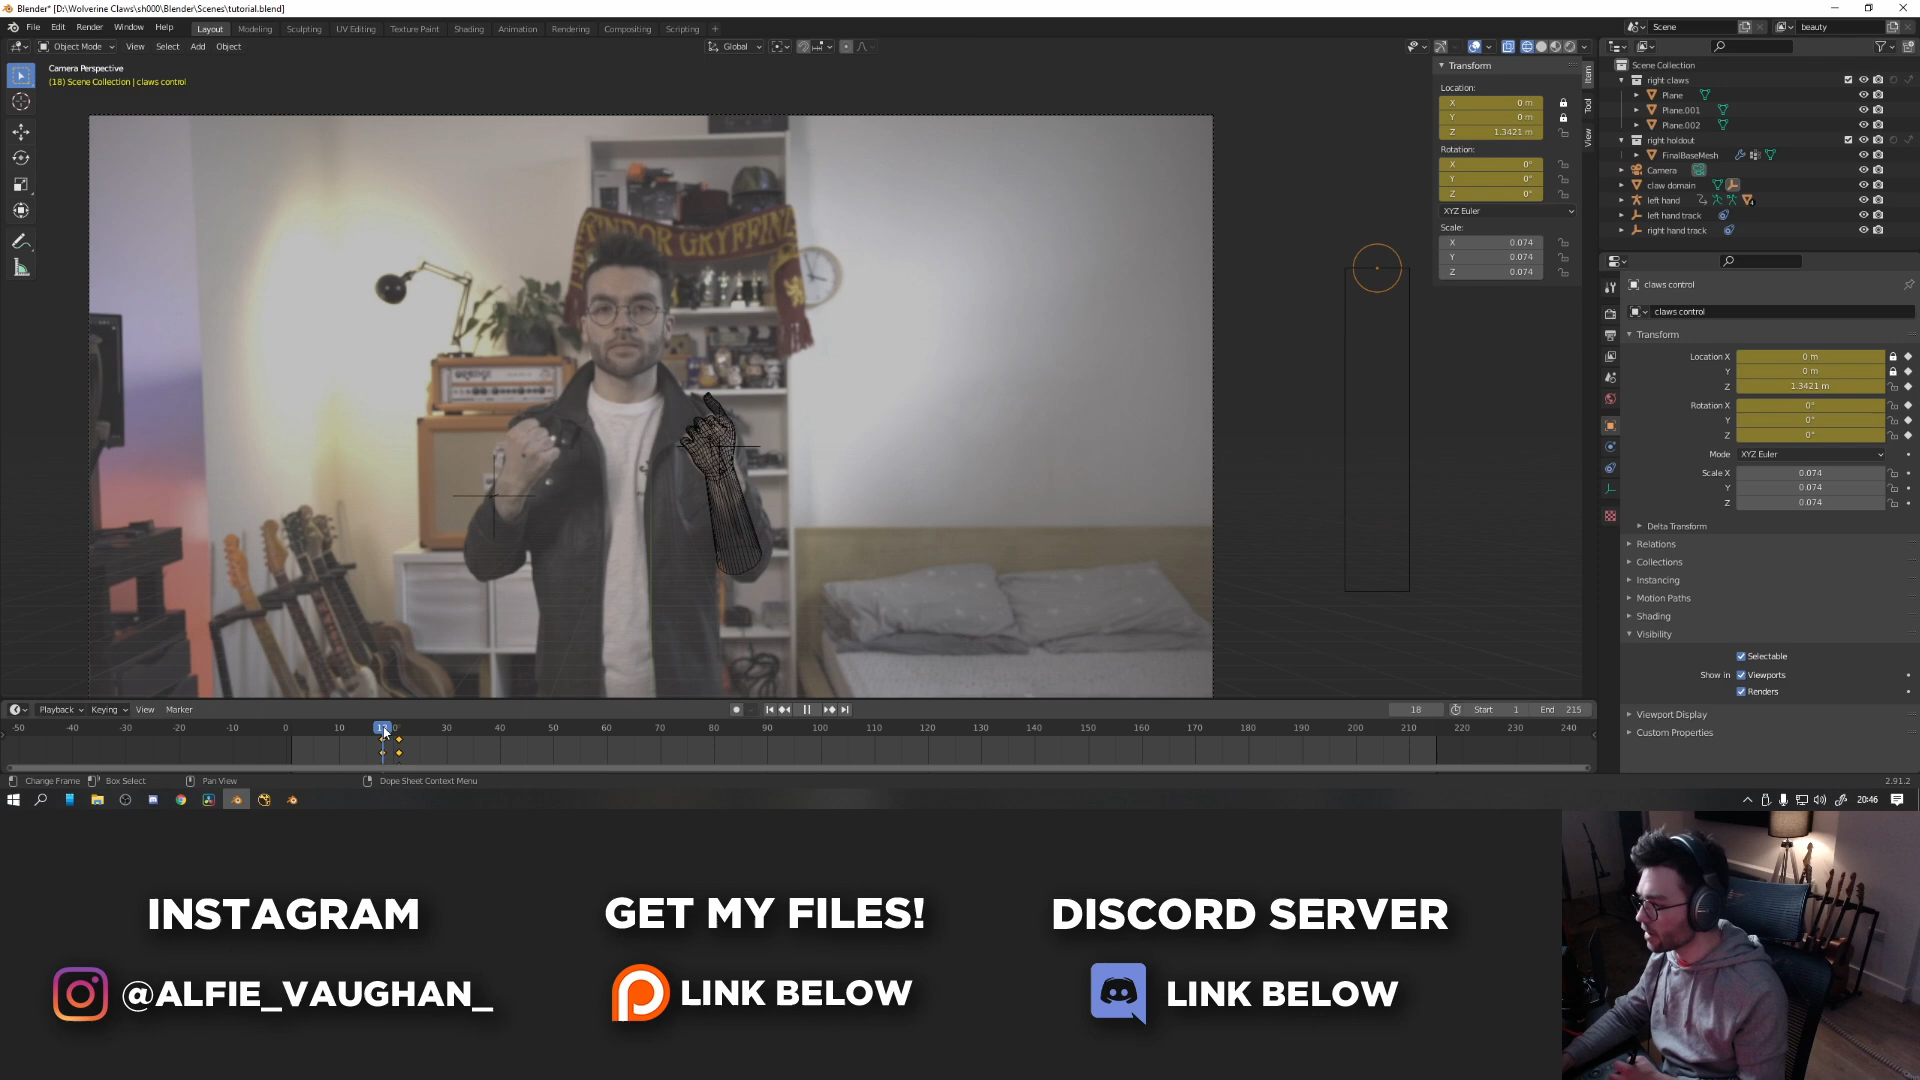 Blender* [D:\Wolverine Claws\sh000\Blender\Scenes\tutorial.blend]
File Edit Render Window Help Layout Modeling Sculpting UV Editing Texture Paint Shading Animation Rendering Compositing Scripting + Scene beauty
Object Mode View Select Add Object Global
Camera Perspective
(18) Scene Collection | claws control
Transform
Location:
X 0 m
Y 0 m
Z 1.3421 m
Rotation:
X 0°
Y 0°
Z 0°
XYZ Euler
Scale:
X 0.074
Y 0.074
Z 0.074
Item
Tool
View
Scene Collection
right claws
Plane
Plane.001
Plane.002
right holdout
FinalBaseMesh
Camera
claw domain
left hand 4
left hand track
right hand track
claws control
claws control
Transform
Location X 0 m
Y 0 m
Z 1.3421 m
Rotation X 0°
Y 0°
Z 0°
Mode XYZ Euler
Scale X 0.074
Y 0.074
Z 0.074
Delta Transform
Relations
Collections
Instancing
Motion Paths
Shading
Visibility
Selectable
Show in Viewports
Renders
Viewport Display
Custom Properties
GRYFFIN
orange
Playback Keying View Marker 18 Start 1 End 215
-50 -40 -30 -20 -10 0 10 30 40 50 60 70 80 90 100 110 120 130 140 150 160 170 180 190 200 210 220 230 240
Change Frame Box Select Pan View Dope Sheet Context Menu 2.91.2
20:46
INSTAGRAM GET MY FILES! DISCORD SERVER
@ALFIE_VAUGHAN_ LINK BELOW LINK BELOW